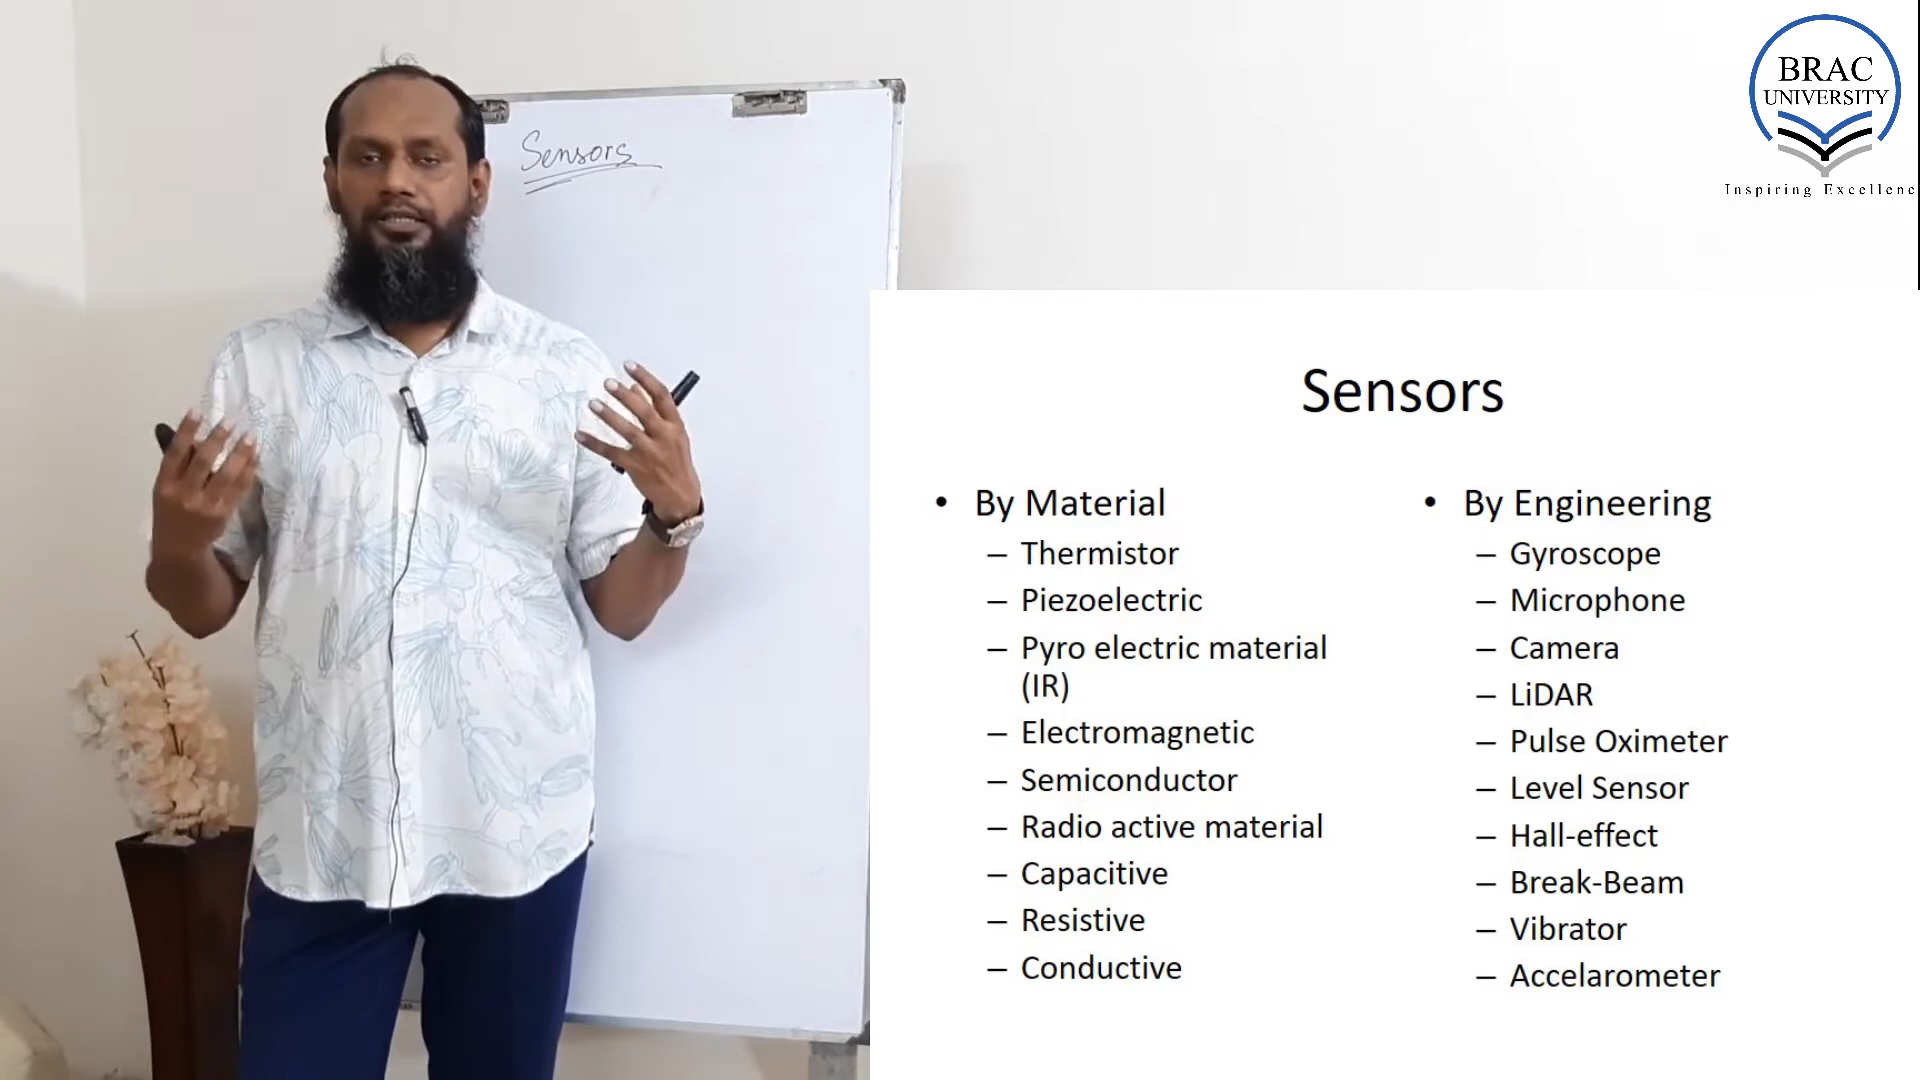 Sensors
BRAC
UNIVERSITY
Inspiring Excellenc
Sensors
• By Material
– Thermistor
– Piezoelectric
– Pyro electric material
(IR)
– Electromagnetic
– Semiconductor
– Radio active material
– Capacitive
– Resistive
– Conductive
• By Engineering
– Gyroscope
– Microphone
– Camera
– LiDAR
– Pulse Oximeter
– Level Sensor
– Hall-effect
– Break-Beam
– Vibrator
– Accelarometer